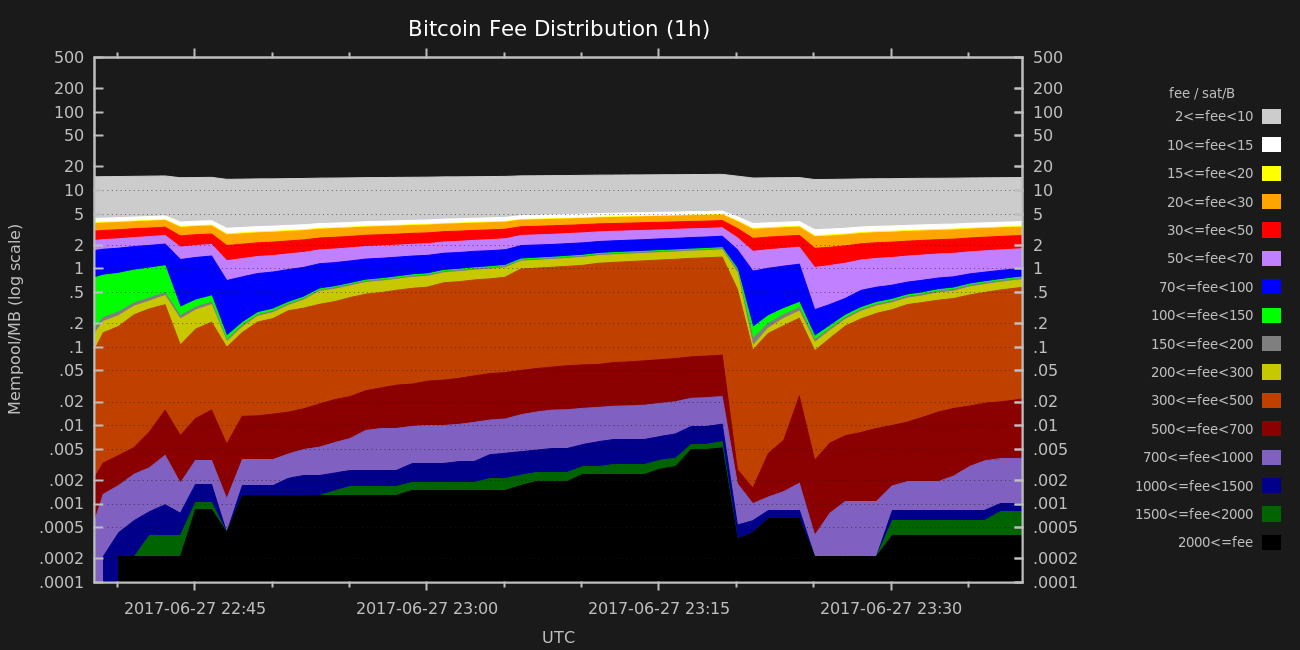 Bitcoin Fee Distribution (1h)
500
200
100
50
20
10
5
2
1
.5
.2
.1
.05
.02
.01
.005
.002
.001
.0005
.0002
.0001
Mempool/MB (log scale)
500
200
100
50
20
10
5
2
1
.5
.2
.1
.05
.02
.01
.005
.002
.001
.0005
.0002
.0001
2017-06-27 22:45 2017-06-27 23:00 2017-06-27 23:15 2017-06-27 23:30
UTC
fee / sat/B
2<=fee<10
10<=fee<15
15<=fee<20
20<=fee<30
30<=fee<50
50<=fee<70
70<=fee<100
100<=fee<150
150<=fee<200
200<=fee<300
300<=fee<500
500<=fee<700
700<=fee<1000
1000<=fee<1500
1500<=fee<2000
2000<=fee